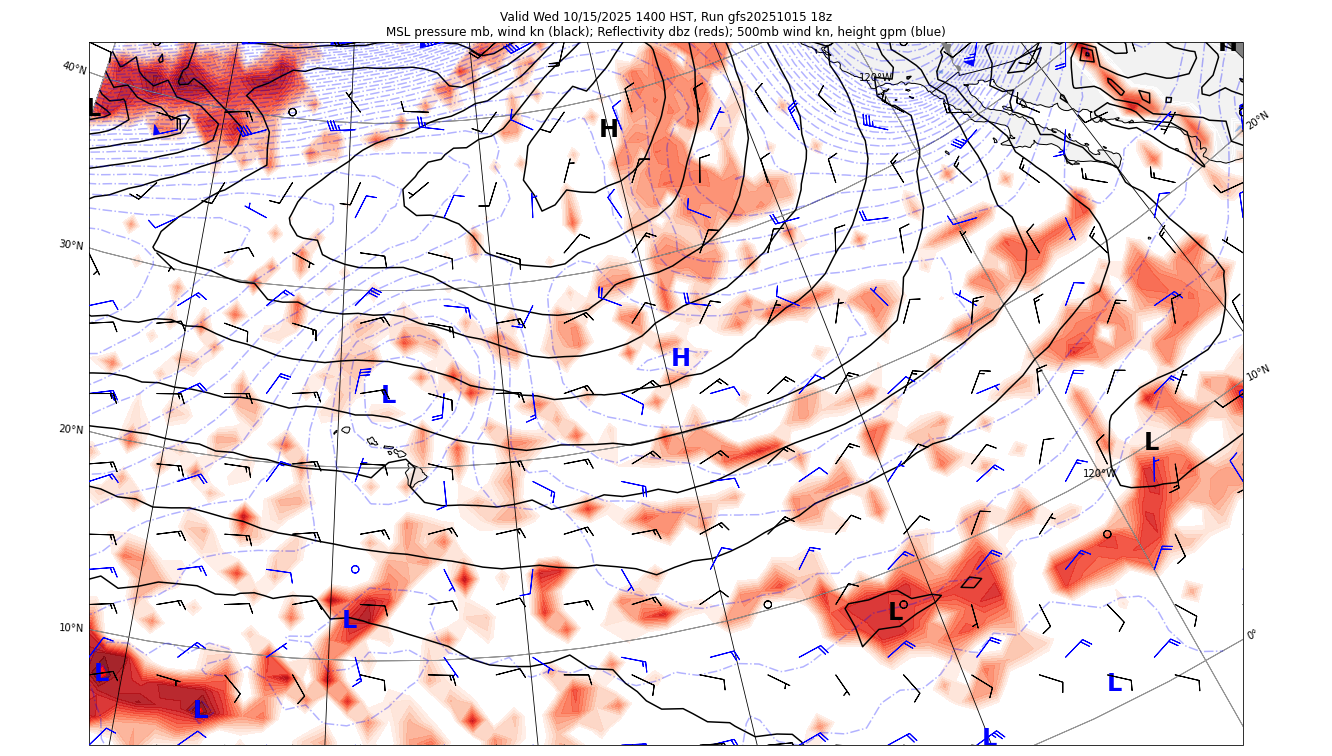 Valid Wed 10/15/2025 1400 HST, Run gfs20251015 18z
MSL pressure mb, wind kn (black); Reflectivity dbz (reds); 500mb wind kn, height gpm (blue)
H
40°N
120°W
L
H
20°N
30°N
H
10°N
L
20°N
L
120°W
L
L
10°N
0°
L
L
L
L